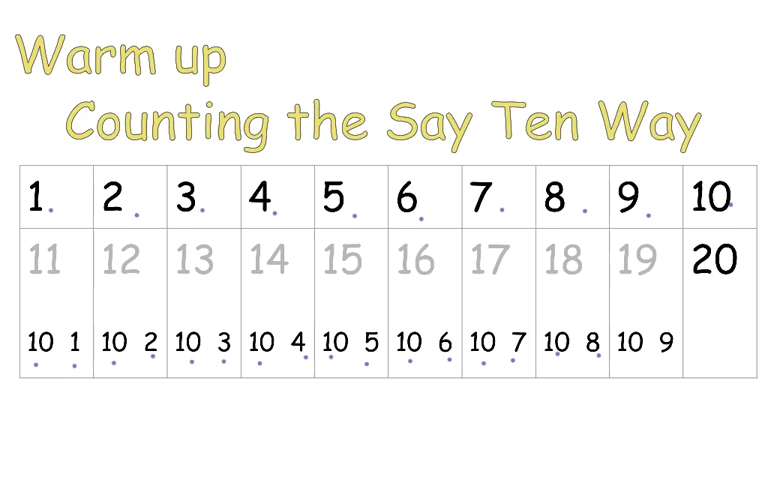 Warm up
Counting the Say Ten Way
1 2 3 4 5 6 7 8 9 10
11 12 13 14 15 16 17 18 19 20
10 1 10 2 10 3 10 4 10 5 10 6 10 7 10 8 10 9